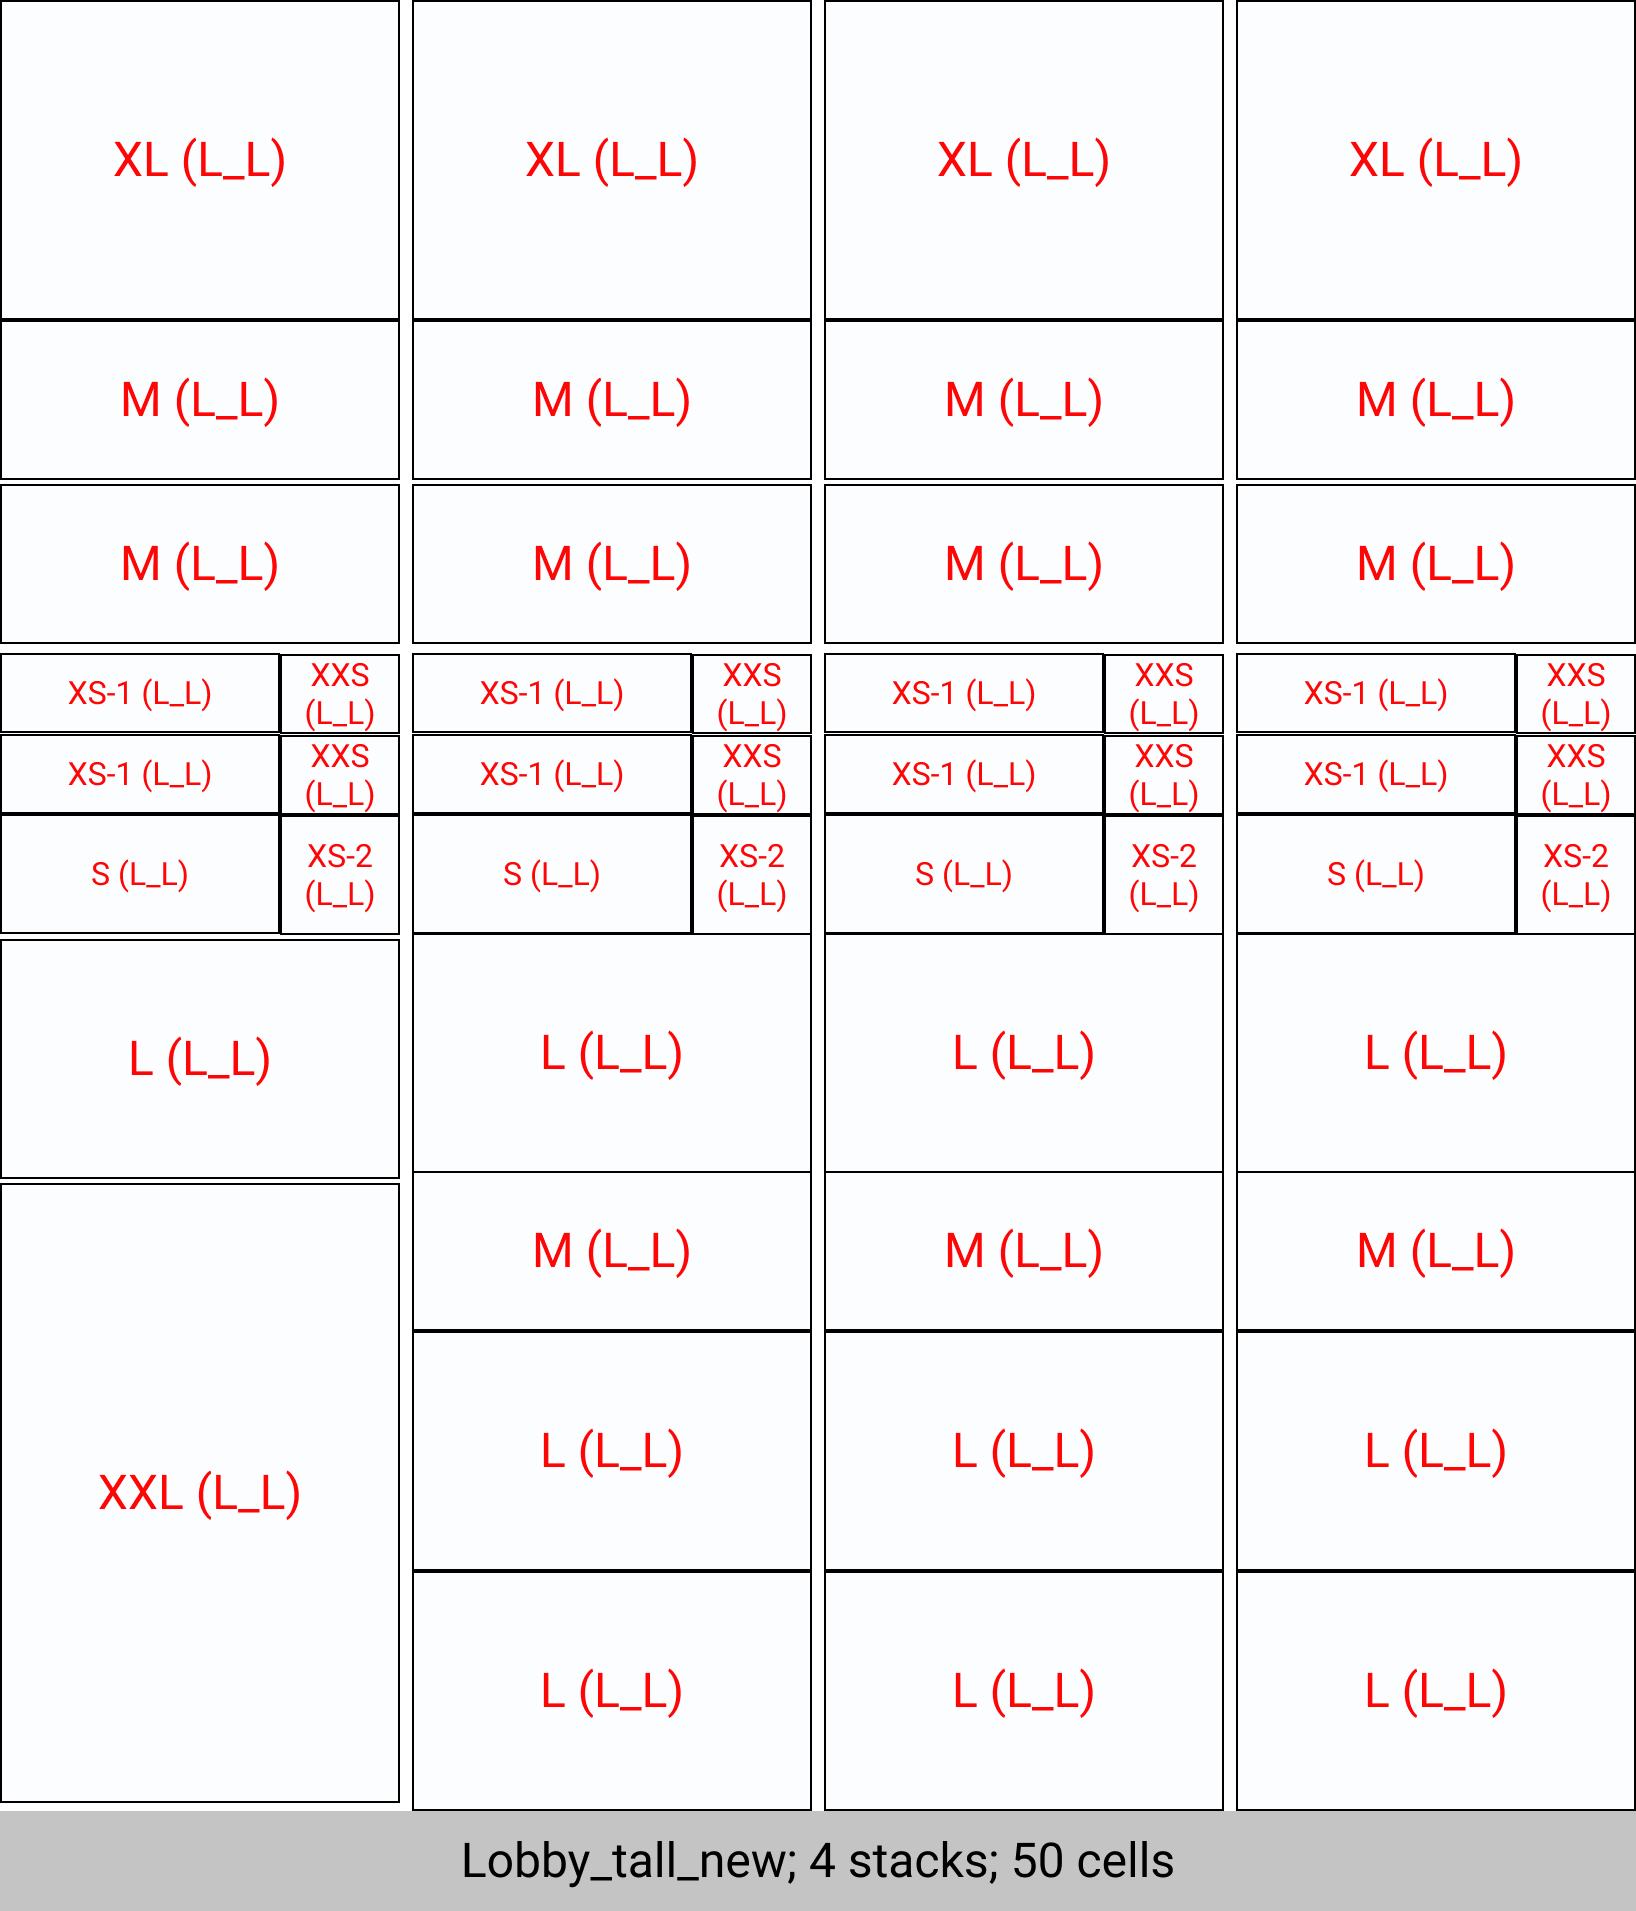 XL (L_L) XL (L_L) XL (L_L) XL (L_L)
M (L_L) M (L_L) M (L_L) M (L_L)
M (L_L) M (L_L) M (L_L) M (L_L)
XS-1 (L_L) XXS (L_L) XS-1 (L_L) XXS (L_L) XS-1 (L_L) XXS (L_L) XS-1 (L_L) XXS (L_L)
XS-1 (L_L) XXS (L_L) XS-1 (L_L) XXS (L_L) XS-1 (L_L) XXS (L_L) XS-1 (L_L) XXS (L_L)
S (L_L) XS-2 (L_L) S (L_L) XS-2 (L_L) S (L_L) XS-2 (L_L) S (L_L) XS-2 (L_L)
L (L_L) L (L_L) L (L_L) L (L_L)
M (L_L) M (L_L) M (L_L)
XXL (L_L) L (L_L) L (L_L) L (L_L)
L (L_L) L (L_L) L (L_L)
Lobby_tall_new; 4 stacks; 50 cells